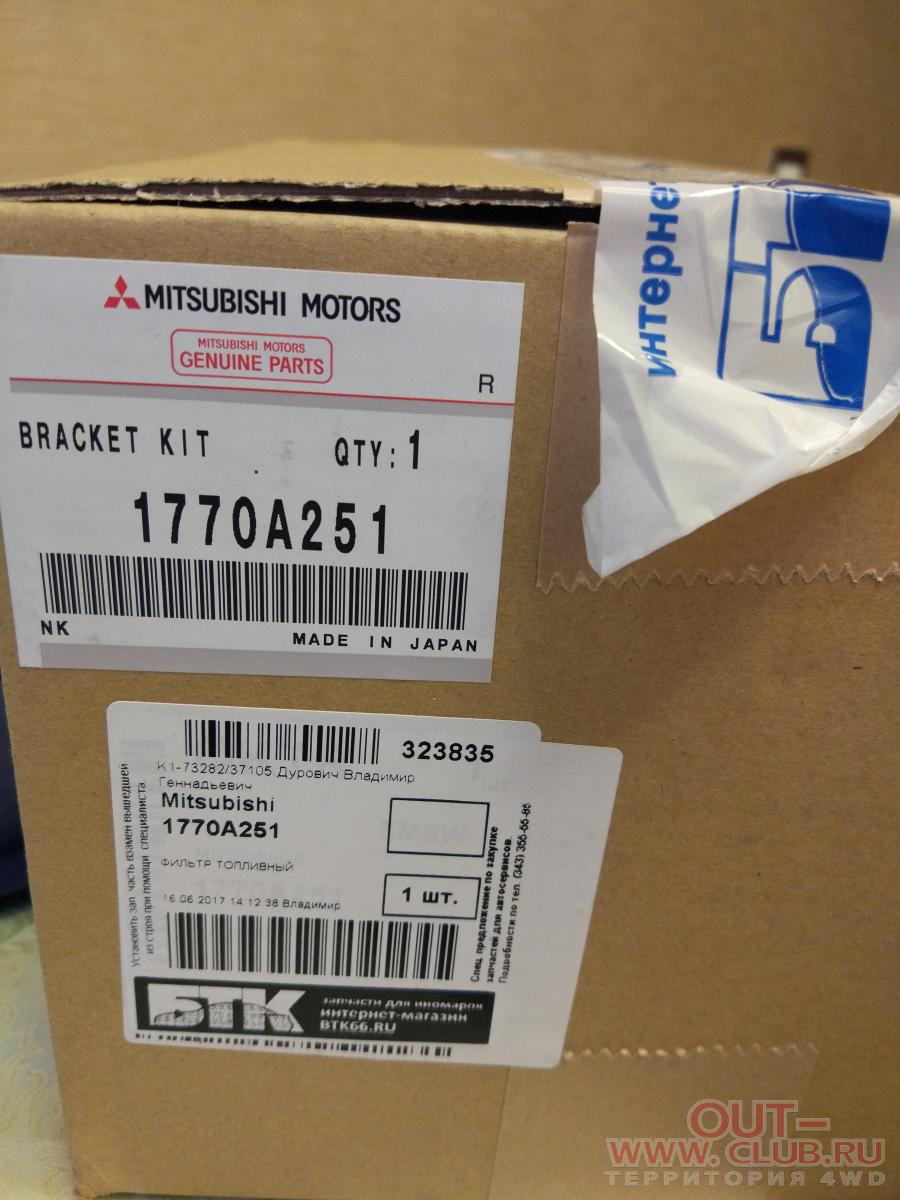 интерне
MITSUBISHI MOTORS
MITSUBISHI MOTORS
GENUINE PARTS
R
BRACKET KIT QTY: 1
1770A251
NK MADE IN JAPAN
323835
К1-73282/37105 Дурович Владимир
Геннадьевич
Mitsubishi
1770A251
ФИЛЬТР ТОПЛИВНЫЙ
1 шт.
16.06.2017 14:12:38 Владимир
Установить зап. часть взамен вышедшей
из строя при помощи специалиста
Спец. предложение по закупке
запчастей для автосервисов.
Подробности по тел. (343) 355-55-85
БТК
запчасти для иномарок
интернет-магазин
BTK66.RU
OUT-
WWW.CLUB.RU
ТЕРРИТОРИЯ 4WD